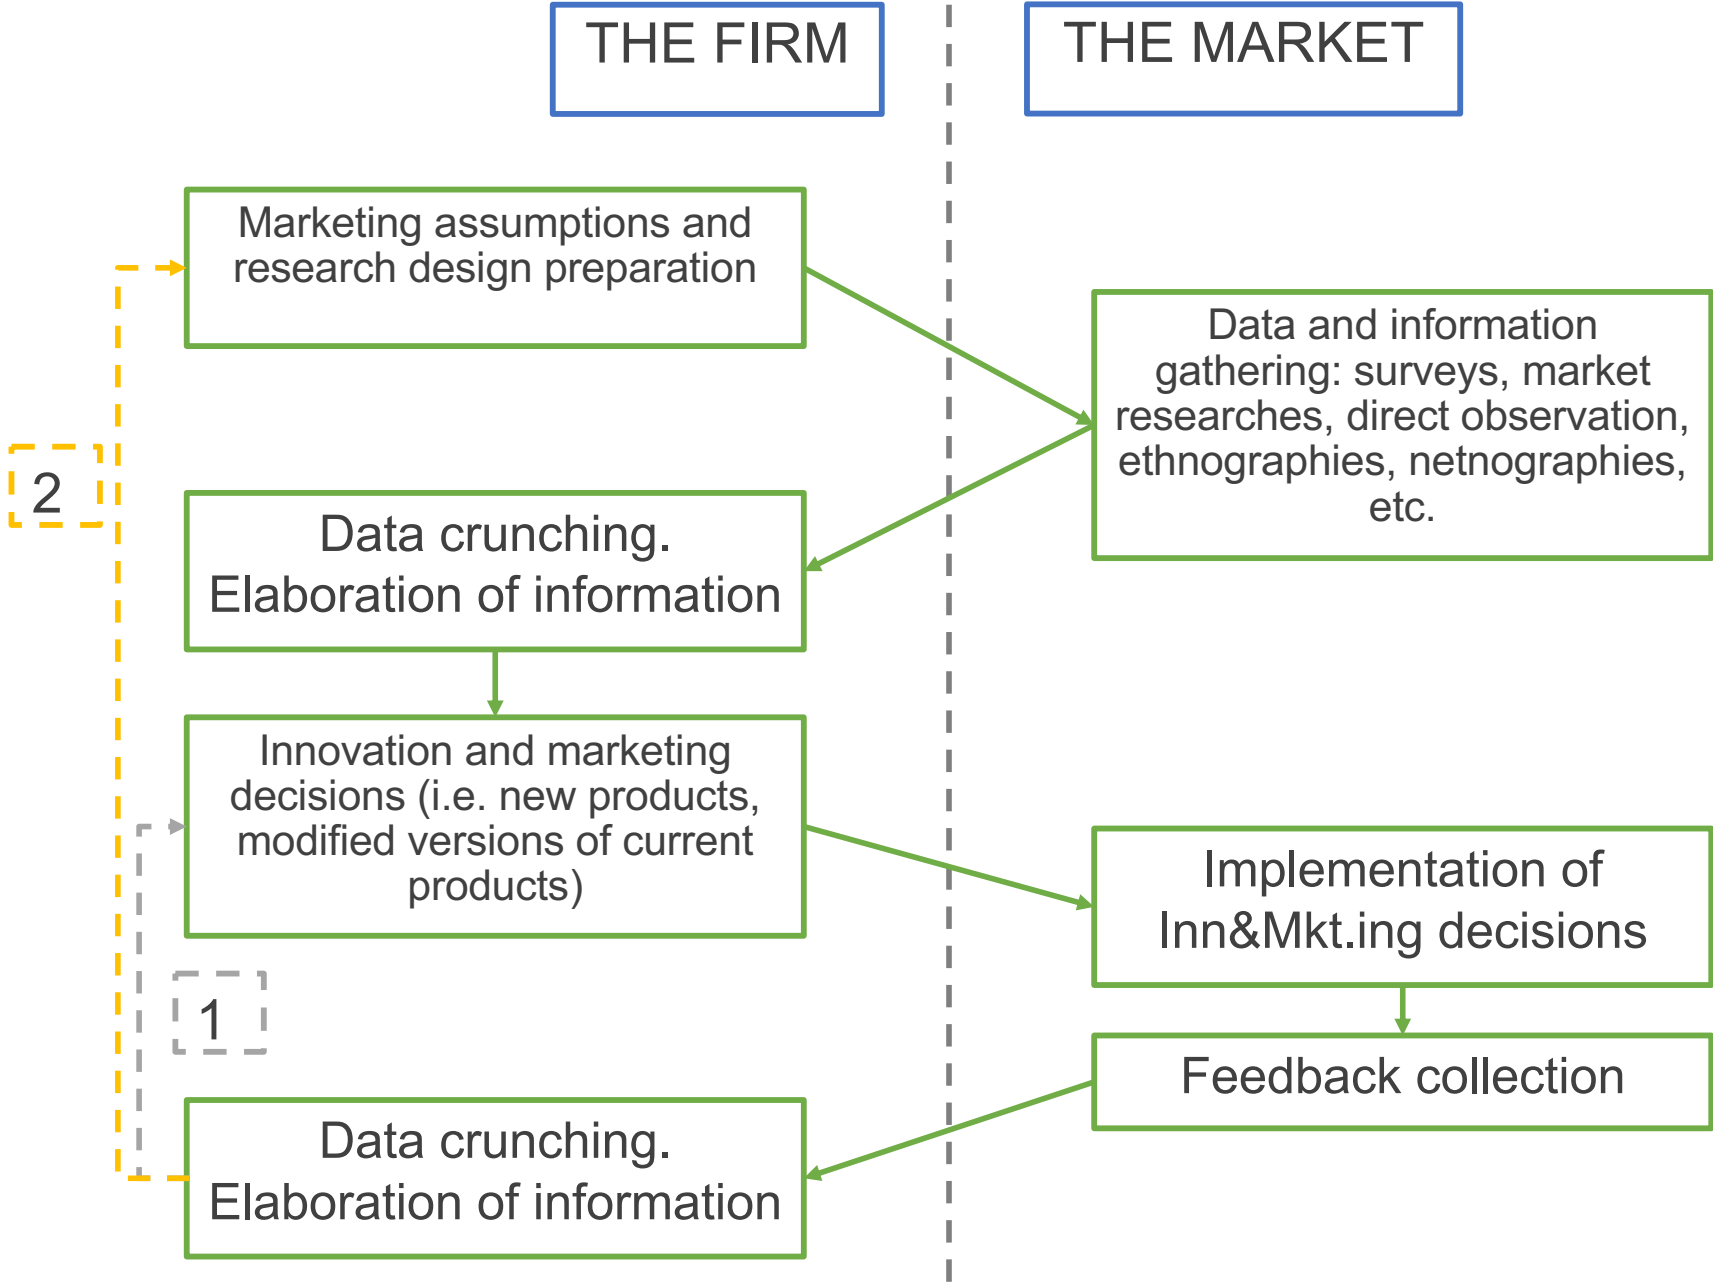 THE FIRM
THE MARKET
Marketing assumptions and
research design preparation
Data and information
gathering: surveys, market
researches, direct observation,
ethnographies, netnographies,
etc.
2
Data crunching.
Elaboration of information
Innovation and marketing
decisions (i.e. new products,
modified versions of current
products)
Implementation of
Inn&Mkt.ing decisions
1
Feedback collection
Data crunching.
Elaboration of information